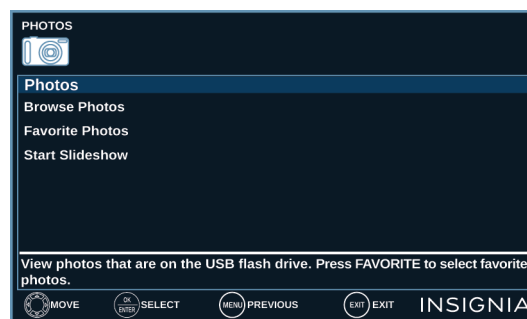 PHOTOS
Photos
Browse Photos
Favorite Photos
Start Slideshow
View photos that are on the USB flash drive. Press FAVORITE to select favorite
photos.
MOVE OK ENTER SELECT MENU PREVIOUS EXIT EXIT INSIGNIA